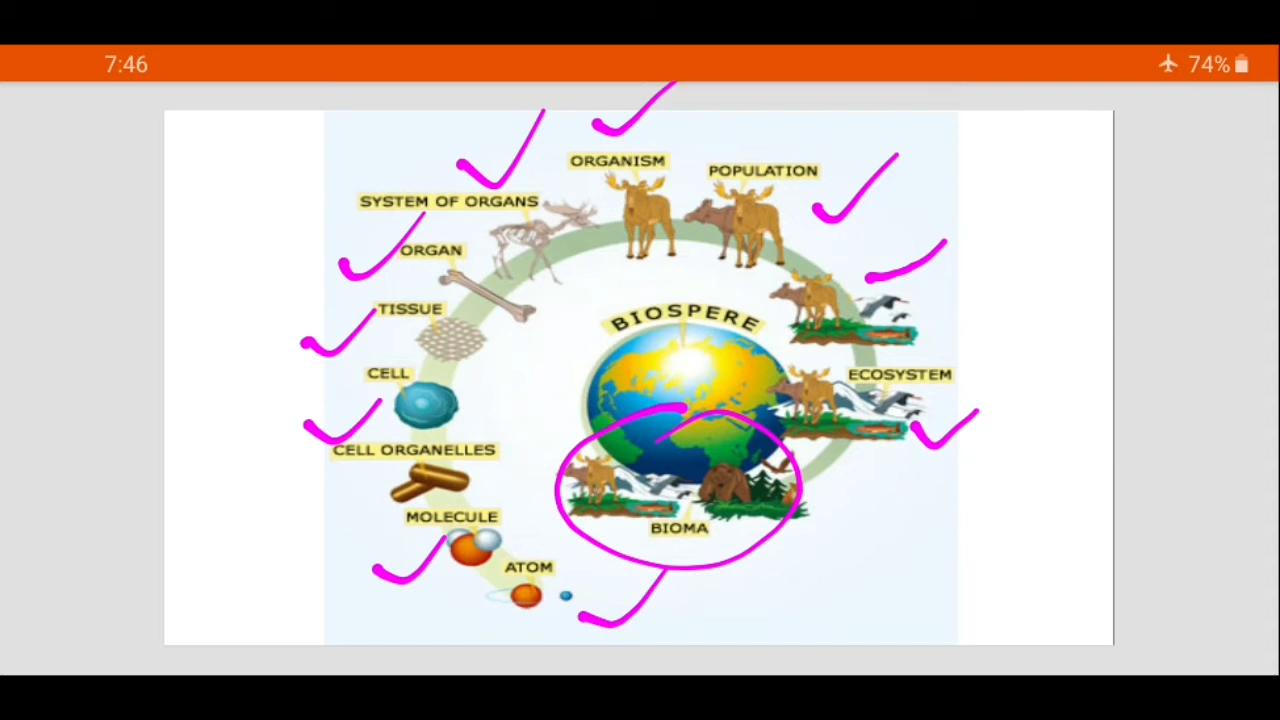 7:46
74%
ORGANISM
POPULATION
SYSTEM OF ORGANS
ORGAN
TISSUE
BIOSPERE
CELL
ECOSYSTEM
CELL ORGANELLES
MOLECULE
BIOMA
ATOM